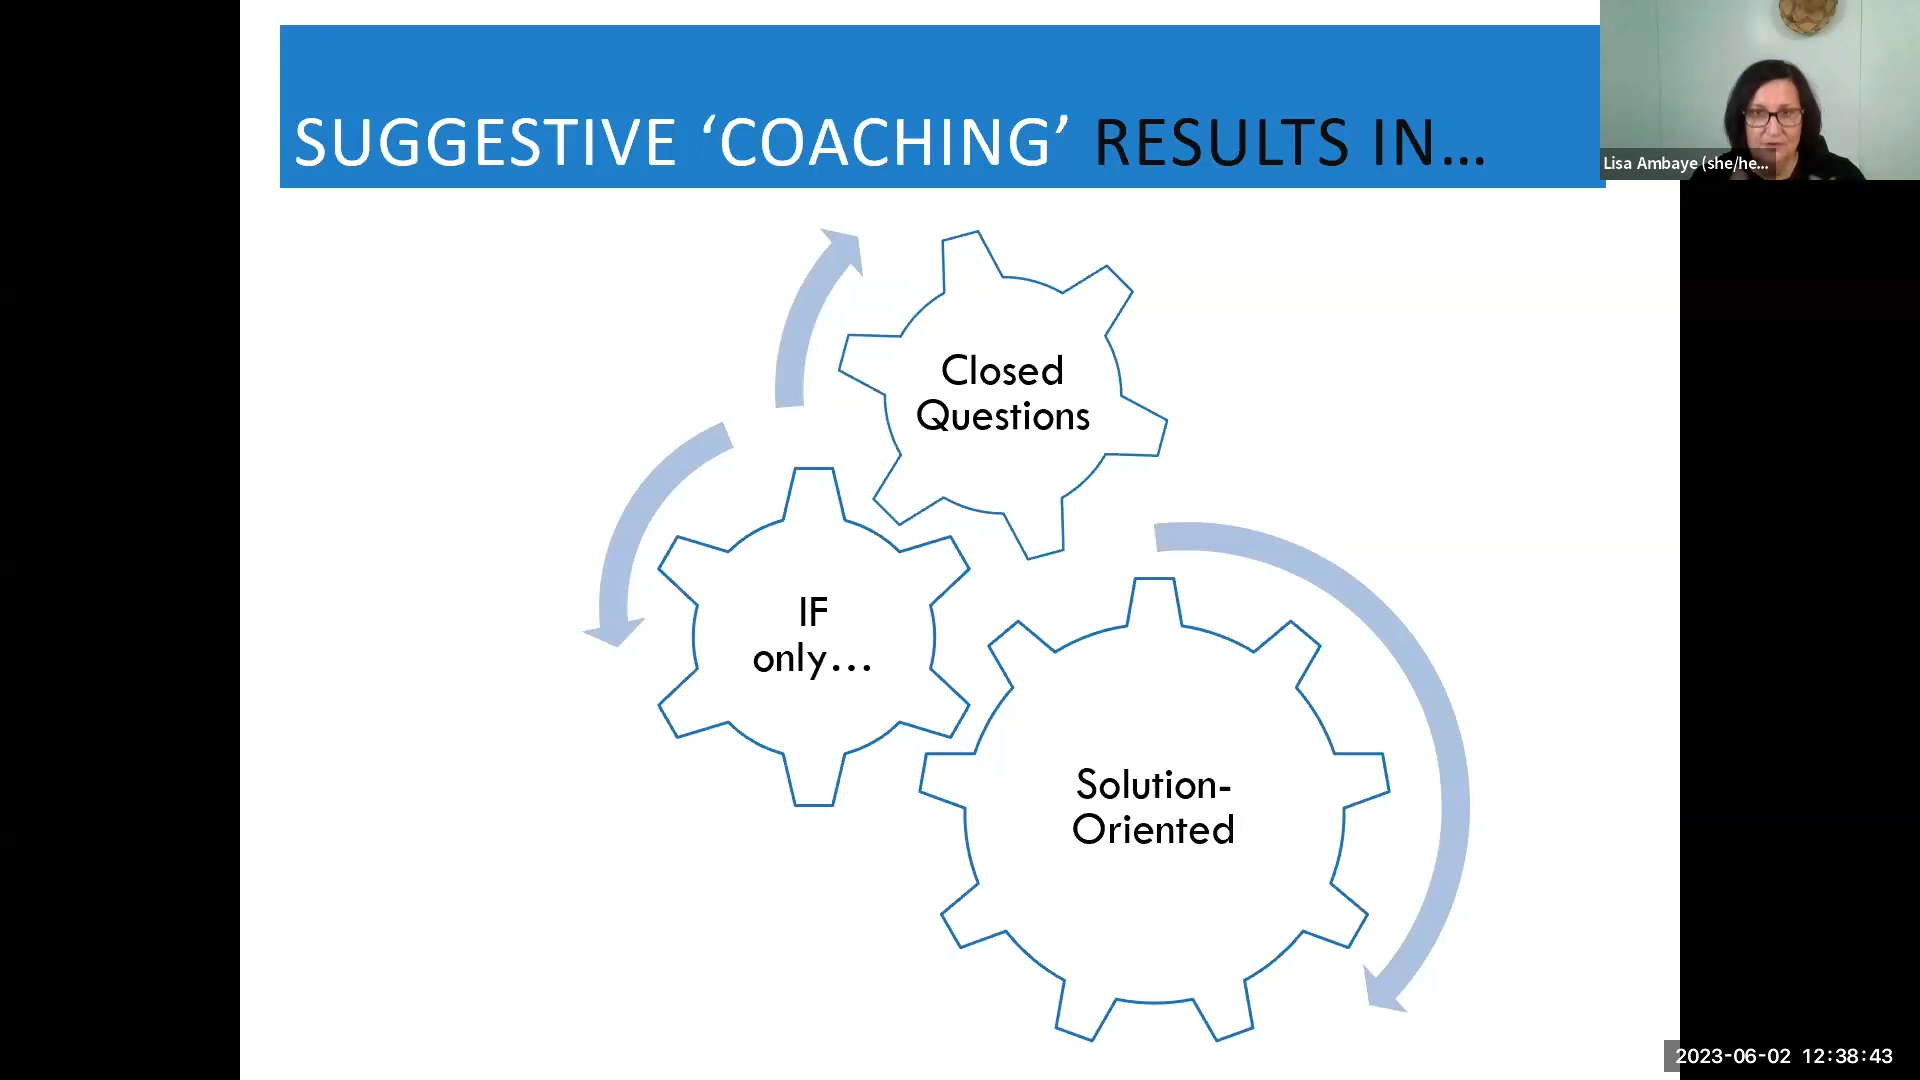 SUGGESTIVE ‘COACHING’ RESULTS IN…
Lisa Ambaye (she/he...
Closed
Questions
IF
only…
Solution-
Oriented
2023-06-02 12:38:43